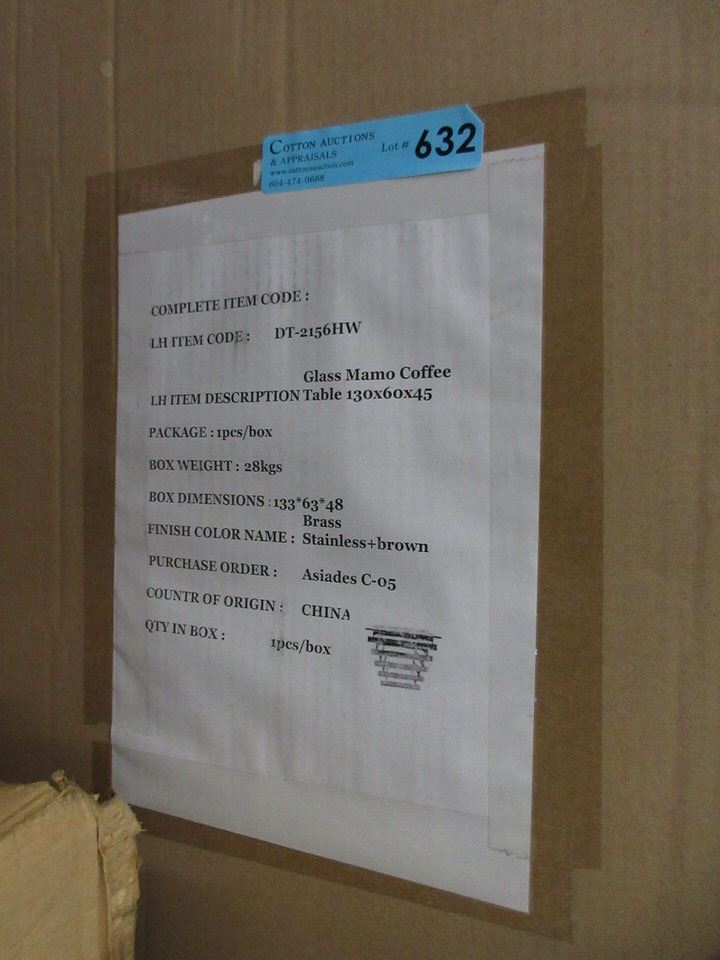 COTTON AUCTIONS
& APPRAISALS
www.cottonsauction.com
604-474-0688
Lot # 632
COMPLETE ITEM CODE :
LH ITEM CODE : DT-2156HW
LH ITEM DESCRIPTION Glass Mamo Coffee
Table 130x60x45
PACKAGE : 1pcs/box
BOX WEIGHT : 28kgs
BOX DIMENSIONS : 133*63*48
FINISH COLOR NAME : Brass
Stainless+brown
PURCHASE ORDER : Asiades C-05
COUNTR OF ORIGIN : CHINA
QTY IN BOX : 1pcs/box